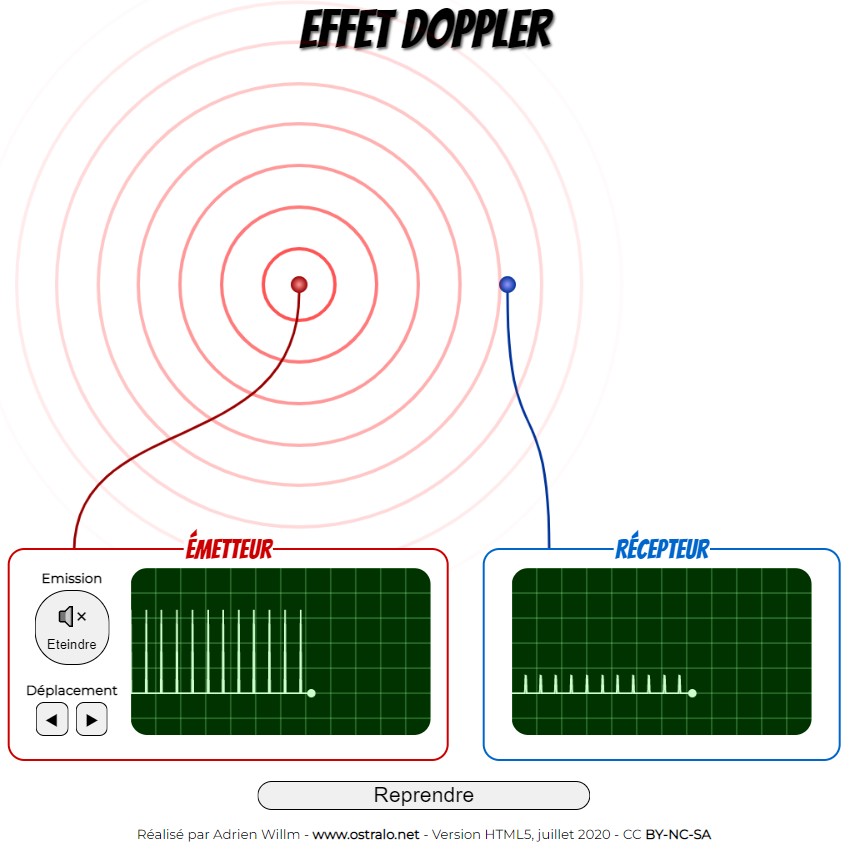 EFFET DOPPLER
ÉMETTEUR
RÉCEPTEUR
Emission
Eteindre
Déplacement
Reprendre
Réalisé par Adrien Willm - www.ostralo.net - Version HTML5, juillet 2020 - CC BY-NC-SA